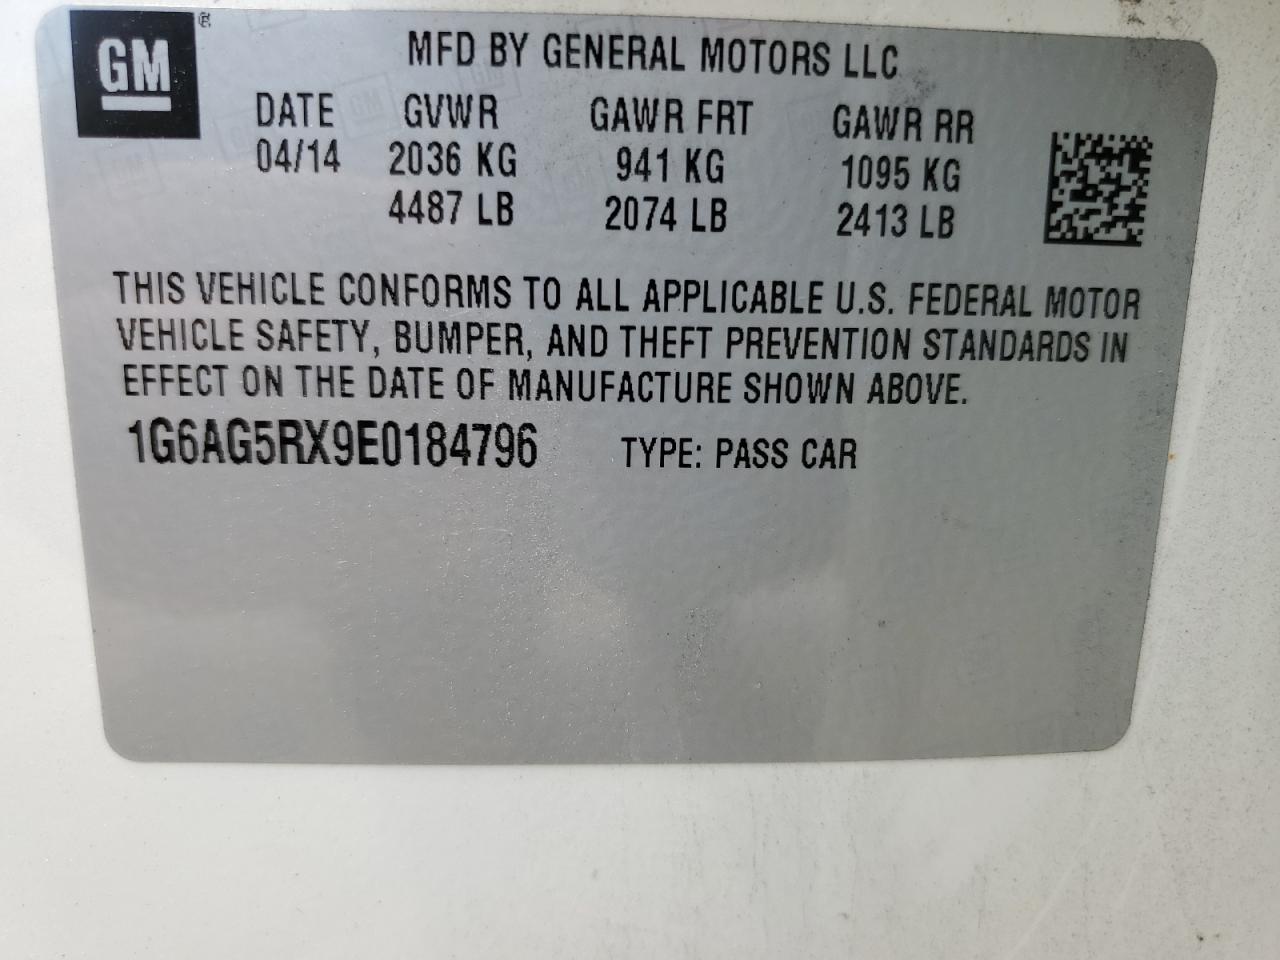 GM ®
MFD BY GENERAL MOTORS LLC
DATE GVWR GAWR FRT GAWR RR
04/14 2036 KG 941 KG 1095 KG
4487 LB 2074 LB 2413 LB
THIS VEHICLE CONFORMS TO ALL APPLICABLE U.S. FEDERAL MOTOR
VEHICLE SAFETY, BUMPER, AND THEFT PREVENTION STANDARDS IN
EFFECT ON THE DATE OF MANUFACTURE SHOWN ABOVE.
1G6AG5RX9E0184796 TYPE: PASS CAR